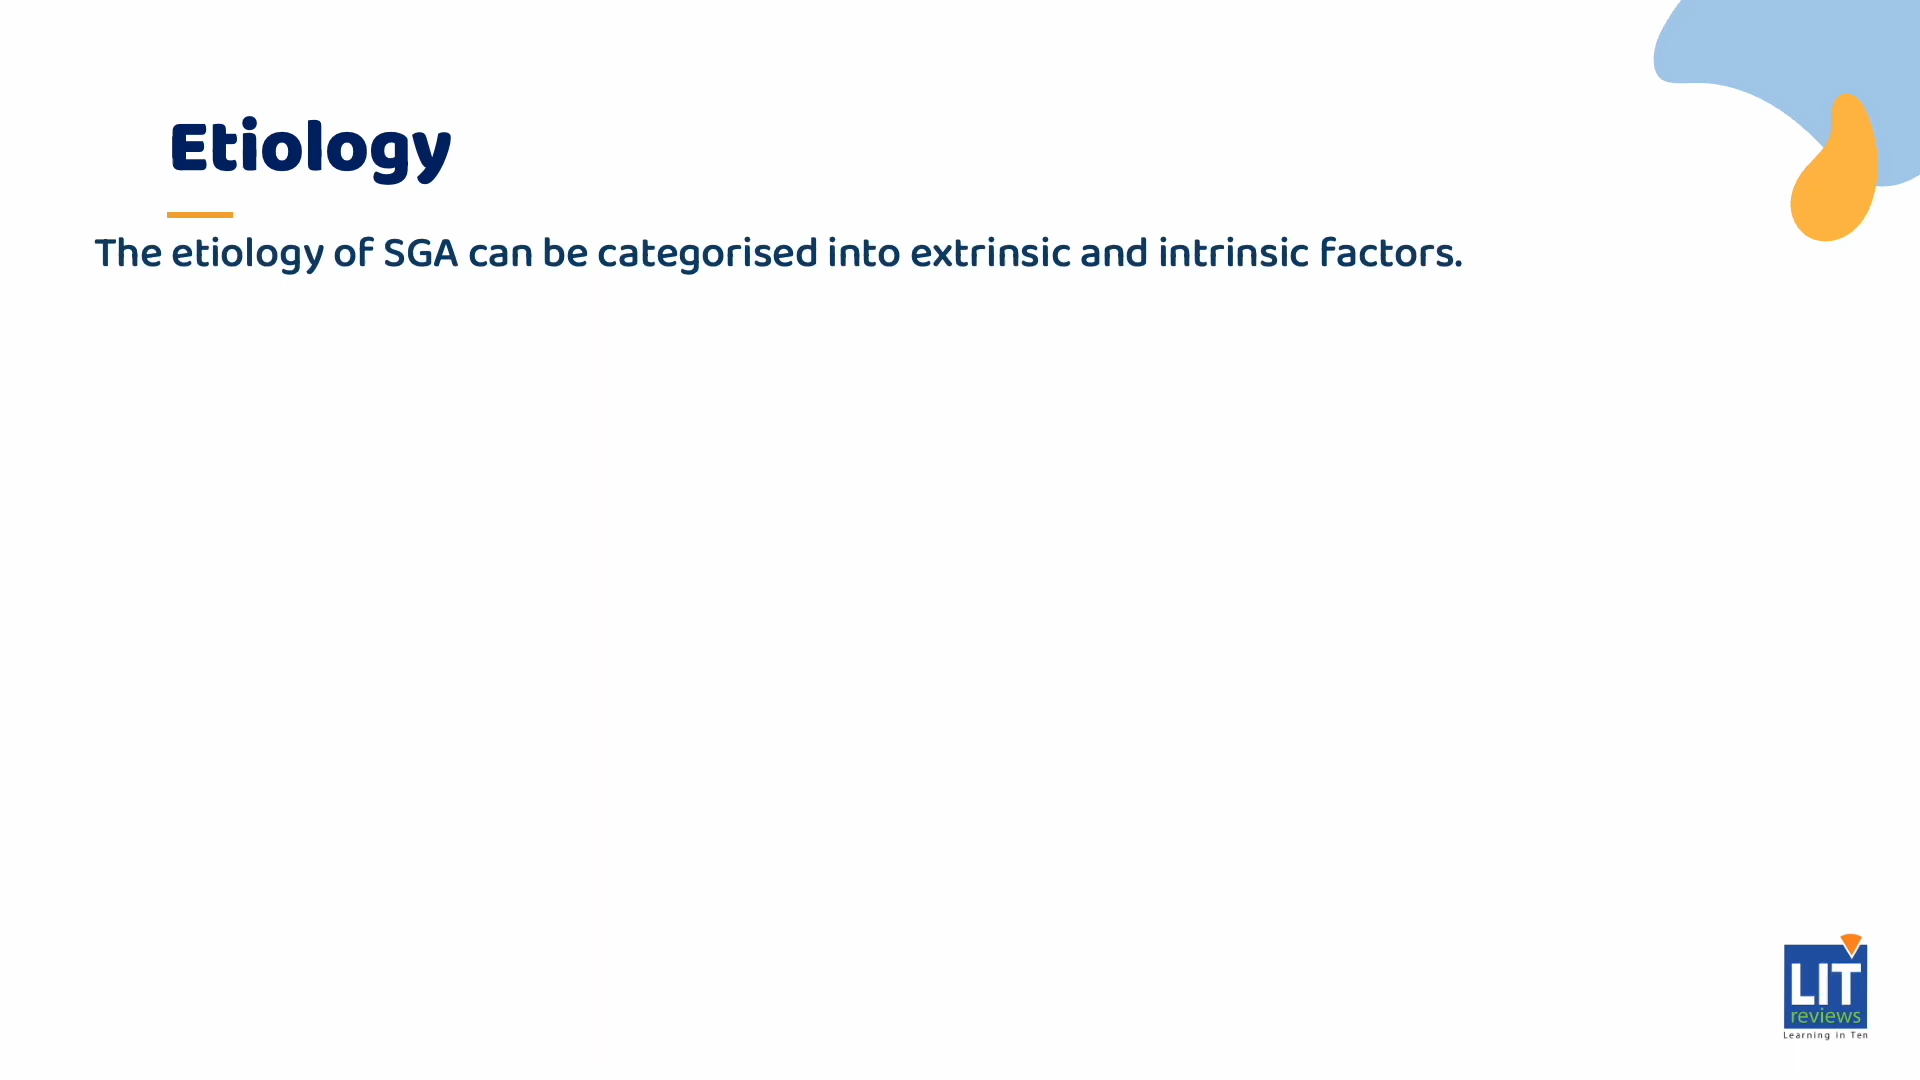 Etiology
The etiology of SGA can be categorised into extrinsic and intrinsic factors.
LIT
reviews
Learning in Ten